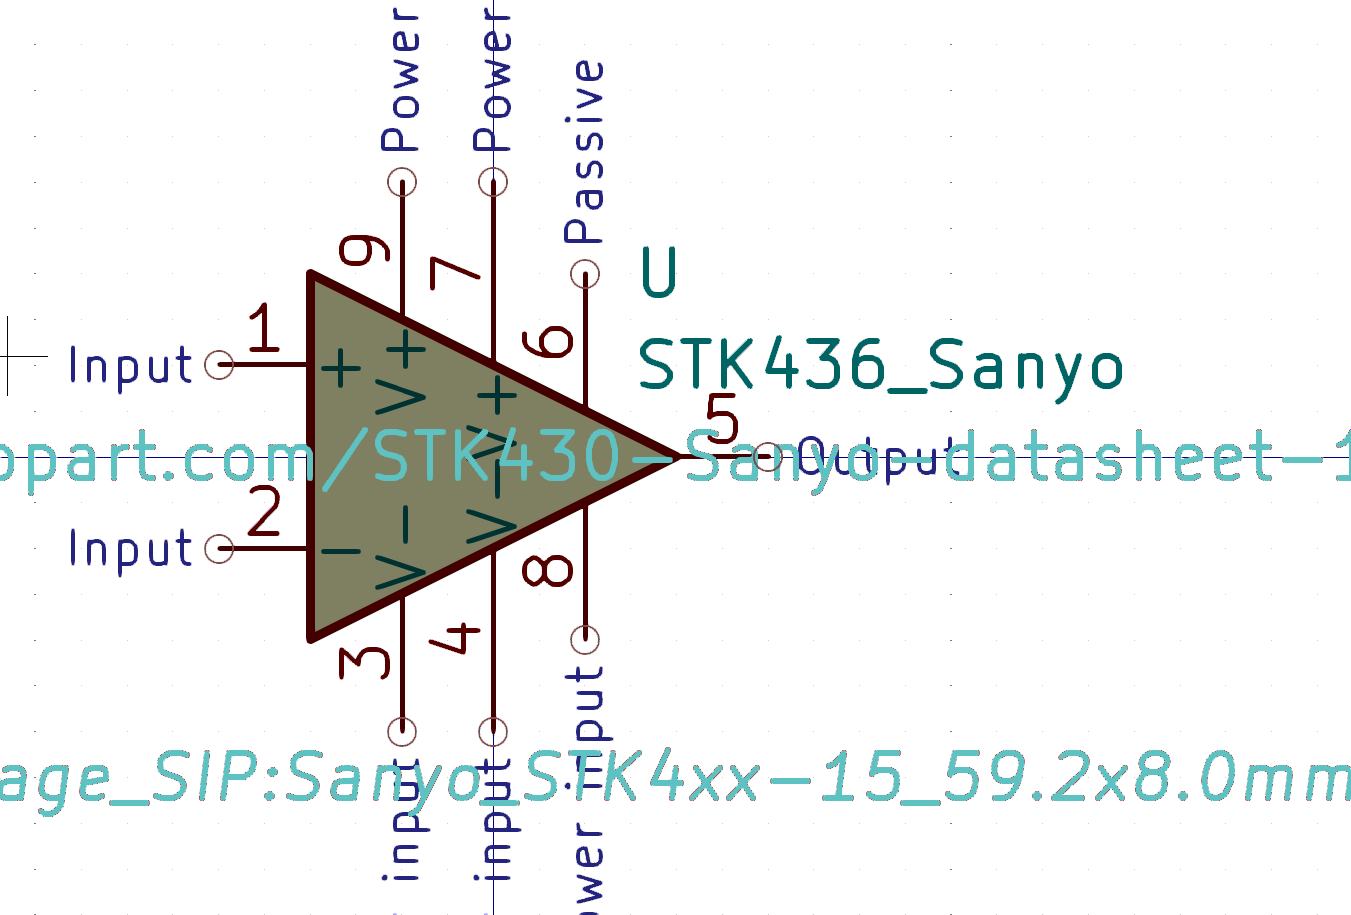 Power
Power
Passive
9
7
6
U
STK436_Sanyo
Input
1
+
V+
V+
5
Output
opart.com/STK430-Sanyo-datasheet-1
Input
2
-
V-
V-
3
4
8
input
input
ower input
age_SIP:Sanyo_STK4xx-15_59.2x8.0mm